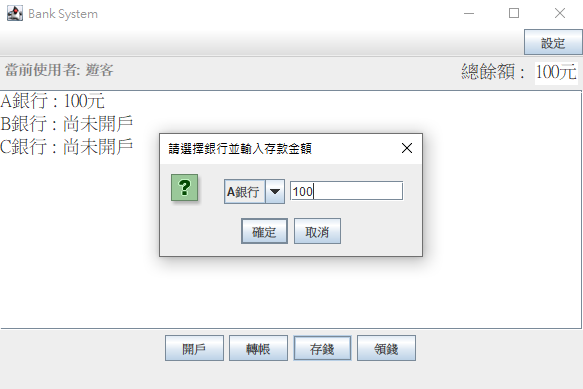 Bank System
設定
當前使用者: 遊客
總餘額 : 100元
A銀行 : 100元
B銀行 : 尚未開戶
C銀行 : 尚未開戶
請選擇銀行並輸入存款金額
?
A銀行 100
確定 取消
開戶 轉帳 存錢 領錢